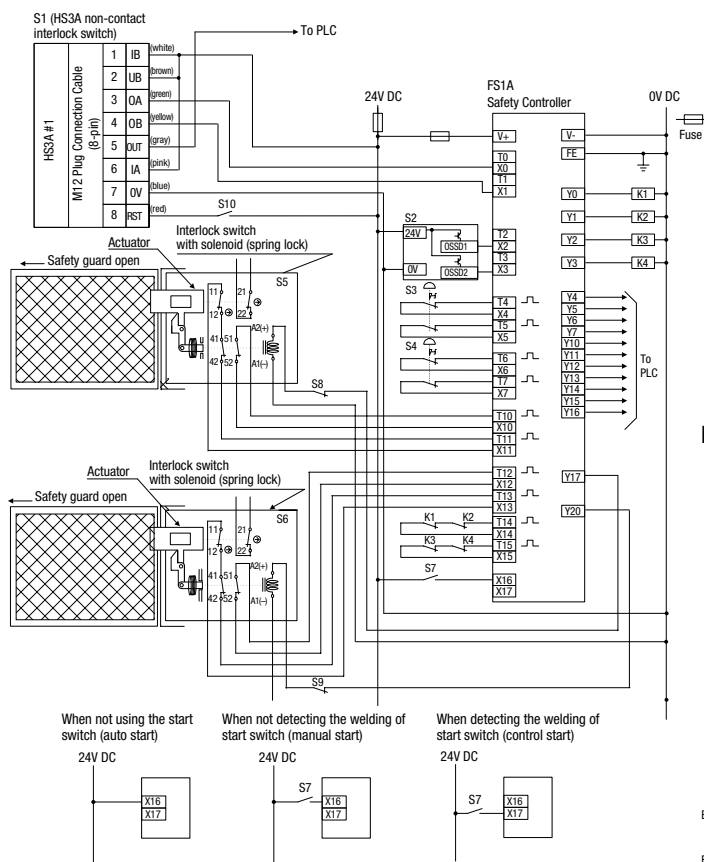 S1 (HS3A non-contact
interlock switch)
HS3A #1
M12 Plug Connection Cable
(8-pin)
1 IB (white)
2 UB (brown)
3 OA (green)
4 OB (yellow)
5 OUT (gray)
6 IA (pink)
7 OV (blue)
8 RST (red)
To PLC
S10
24V DC
FS1A
Safety Controller
0V DC
Fuse
V+
V-
FE
T0
X0
T1
X1
Y0 K1
Y1 K2
Y2 K3
Y3 K4
S2
24V
0V
OSSD1
OSSD2
T2
X2
T3
X3
S3
T4
X4
T5
X5
S4
T6
X6
T7
X7
T10
X10
T11
X11
T12
X12
T13
X13
K1 K2
T14
X14
K3 K4
T15
X15
S7
X16
X17
Y4
Y5
Y6
Y7
Y10
Y11
Y12
Y13
Y14
Y15
Y16
To
PLC
Y17
Y20
Interlock switch
with solenoid (spring lock)
Actuator
Safety guard open
S5
11 21
12 22
41 51
42 52
A2(+)
A1(–)
S8
Interlock switch
with solenoid (spring lock)
Actuator
Safety guard open
S6
11 21
12 22
41 51
42 52
A2(+)
A1(–)
S9
When not using the start
switch (auto start)
24V DC
X16
X17
When not detecting the welding of
start switch (manual start)
24V DC
S7
X16
X17
When detecting the welding of
start switch (control start)
24V DC
S7
X16
X17